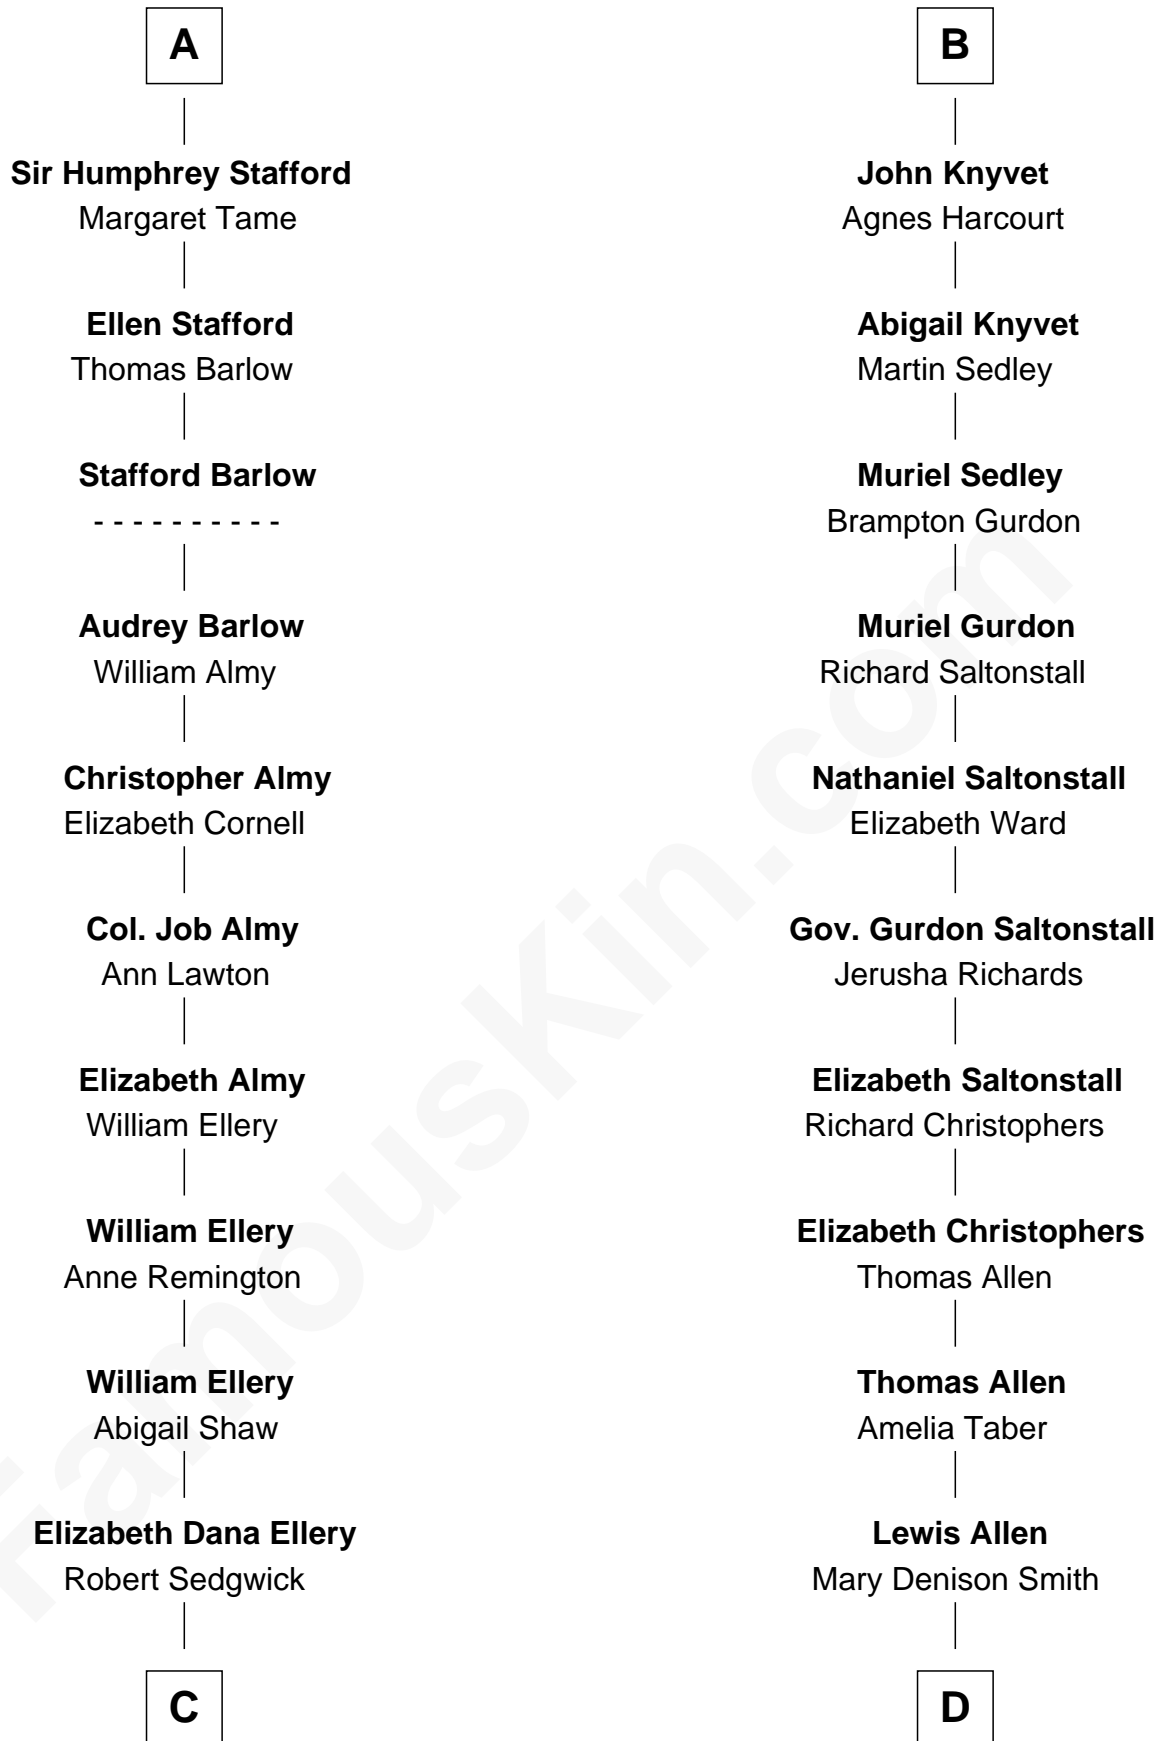 A
Sir Humphrey Stafford
Margaret Tame
Ellen Stafford
Thomas Barlow
Stafford Barlow
- - - - - - - - - -
Audrey Barlow
William Almy
Christopher Almy
Elizabeth Cornell
Col. Job Almy
Ann Lawton
Elizabeth Almy
William Ellery
William Ellery
Anne Remington
William Ellery
Abigail Shaw
Elizabeth Dana Ellery
Robert Sedgwick
C
B
John Knyvet
Agnes Harcourt
Abigail Knyvet
Martin Sedley
Muriel Sedley
Brampton Gurdon
Muriel Gurdon
Richard Saltonstall
Nathaniel Saltonstall
Elizabeth Ward
Gov. Gurdon Saltonstall
Jerusha Richards
Elizabeth Saltonstall
Richard Christophers
Elizabeth Christophers
Thomas Allen
Thomas Allen
Amelia Taber
Lewis Allen
Mary Denison Smith
D
FamousKin.com